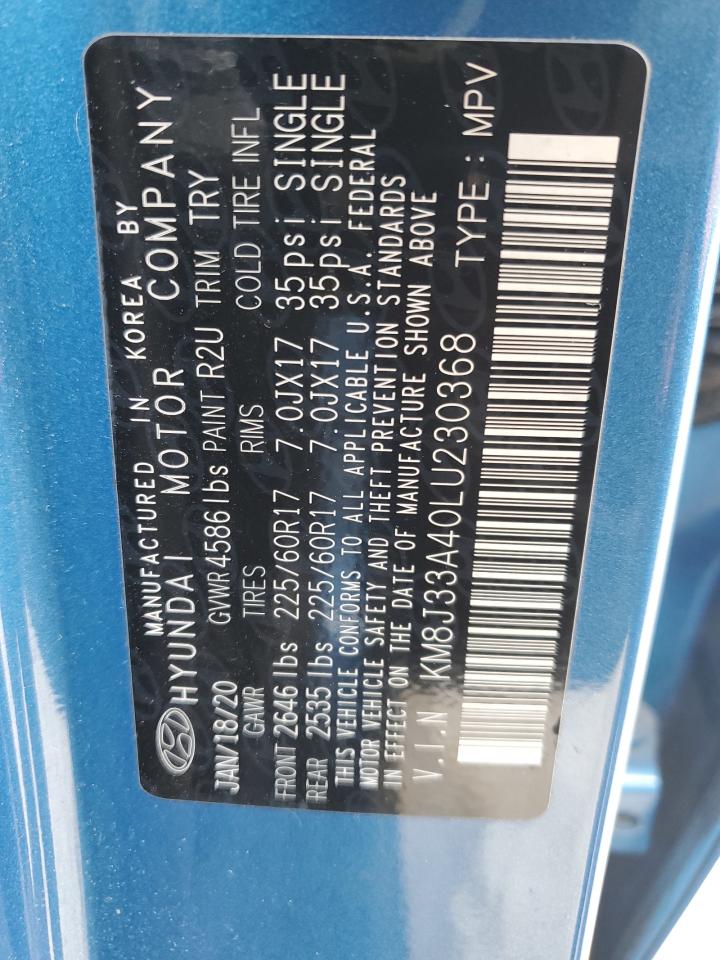 MANUFACTURED IN KOREA BY
HYUNDAI MOTOR COMPANY
JAN/18/20 GVWR4586lbs PAINT R2U TRIM TRY
GAWR TIRES RIMS COLD TIRE INFL
FRONT 2646 lbs 225/60R17 7.0JX17 35psi SINGLE
REAR 2535 lbs 225/60R17 7.0JX17 35psi SINGLE
THIS VEHICLE CONFORMS TO ALL APPLICABLE U.S.A. FEDERAL
MOTOR VEHICLE SAFETY AND THEFT PREVENTION STANDARDS
IN EFFECT ON THE DATE OF MANUFACTURE SHOWN ABOVE
V.I.N KM8J33A40LU230368 TYPE : MPV